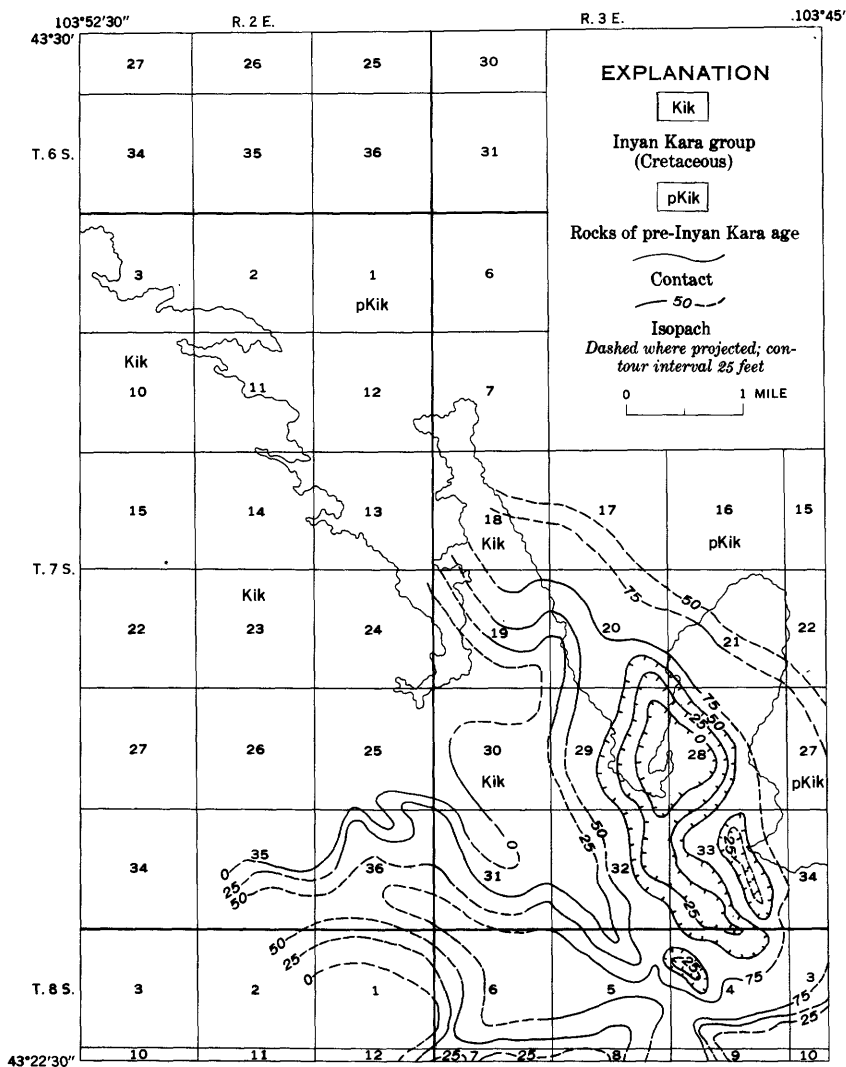 103°52'30" R. 2 E. R. 3 E. 103°45'
43°30'
27 26 25 30
EXPLANATION
Kik
Inyan Kara group
(Cretaceous)
pKik
Rocks of pre-Inyan Kara age
Contact
50
Isopach
Dashed where projected; con-
tour interval 25 feet
0 1 MILE
T. 6 S. 34 35 36 31
3 2 1 6
pKik
Kik
10 11 12 7
15 14 13 18 17 16 15
Kik pKik
T. 7 S.
Kik
75 50
22 23 24 19 20 21 22
75
25 50
0
27 26 25 30 29 28 27
Kik pKik
50
25
0
25
34 35 36 31 32 33 34
0
25
50
25
50
25
0
25
75
T. 8 S. 3 2 1 6 5 4 3
75
25
43°22'30" 10 11 12 25 7 25 8 9 10